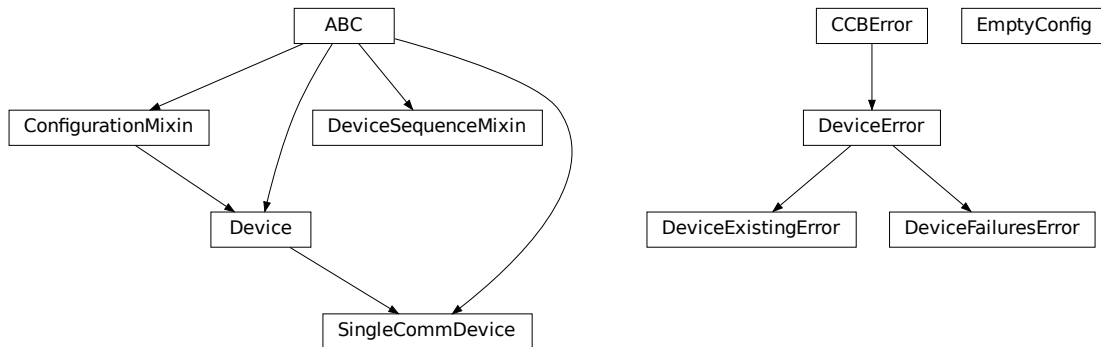 ABC
CCBError
EmptyConfig
ConfigurationMixin
DeviceSequenceMixin
DeviceError
Device
DeviceExistingError
DeviceFailuresError
SingleCommDevice